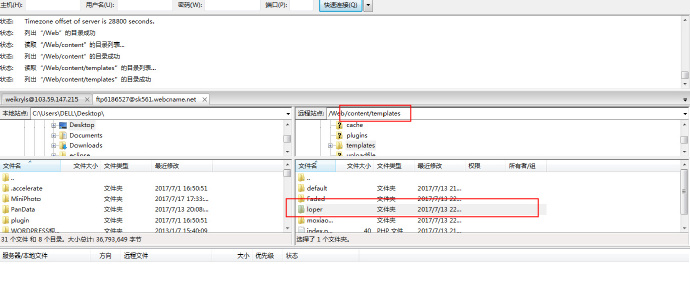 主机(H): 用户名(U): 密码(W): 端口(P): 快速连接(Q)
状态: Timezone offset of server is 28800 seconds.
状态: 列出“/Web”的目录成功
状态: 读取“/Web/content”的目录列表...
状态: 列出“/Web/content”的目录成功
状态: 读取“/Web/content/templates”的目录列表...
状态: 列出“/Web/content/templates”的目录成功
weikryls@103.59.147.215 ftp6186527@sk561.webcname.net
本地站点: C:\Users\DELL\Desktop\
Desktop
Documents
Downloads
eclipse
远程站点: /Web/content/templates
cache
plugins
templates
uploadfile
文件名 文件大小 文件类型 最近修改
..
.accelerate 文件夹 2017/7/1 16:50:51
MiniPhoto 文件夹 2017/7/17 17:33:...
PanData 文件夹 2017/7/13 20:08:...
plugin 文件夹 2017/7/1 16:50:51
文件夹 2013/1/7 15:40:09
31 个文件 和 8 个目录。大小总计: 36,793,649 字节
文件名 文件大小 文件类型 最近修改 权限 所有者/组
..
default 文件夹 2017/7/13 21...
Faded 文件夹 2017/7/13 22...
loper 文件夹 2017/7/13 22...
moxiao... 文件夹 2017/7/13 22...
index.p... 40 PHP 文件 2017/7/13 21...
选择了 1 个文件夹。
服务器/本地文件 方向 远程文件 大小 优先级 状态